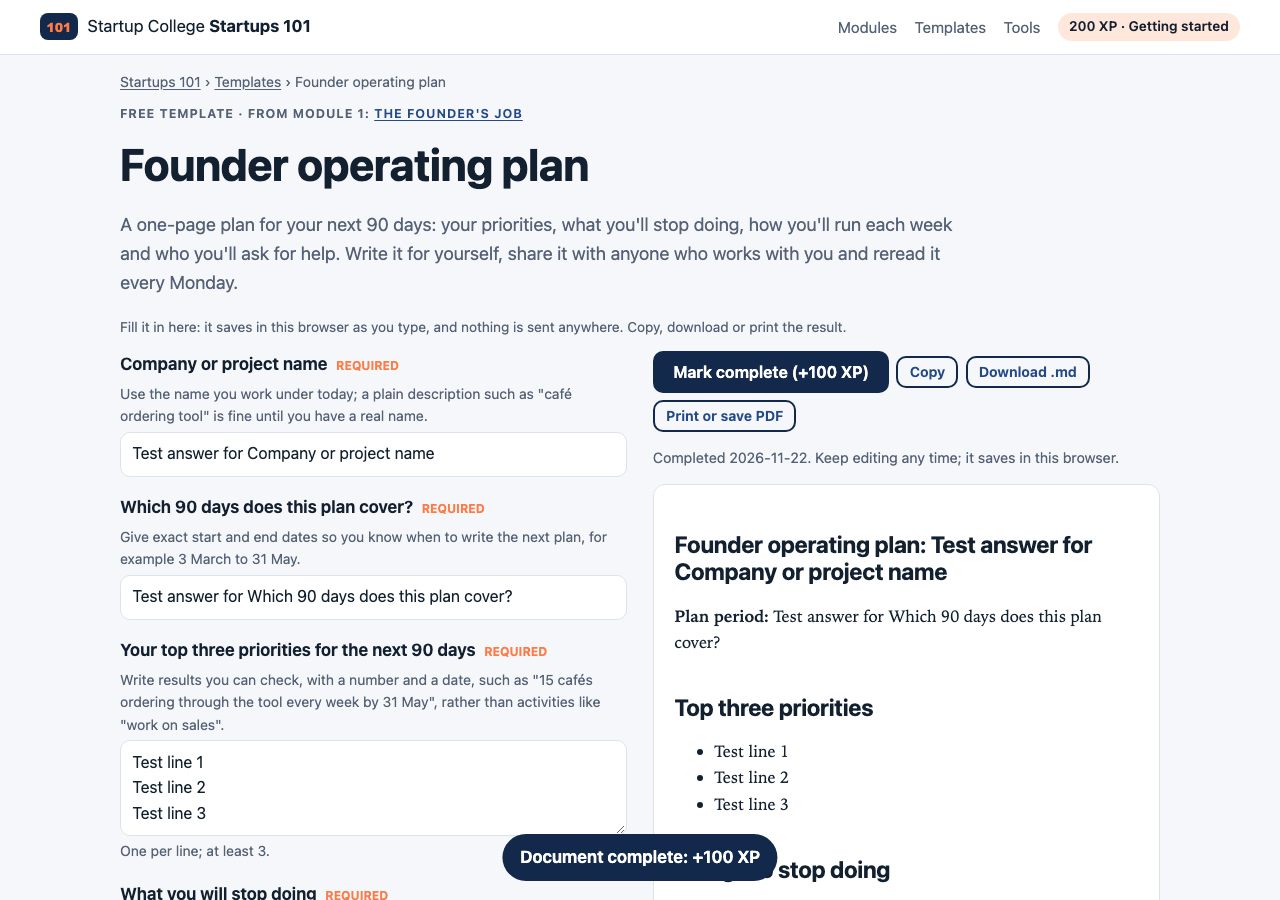 101 Startup College Startups 101
Modules Templates Tools 200 XP · Getting started
Startups 101 › Templates › Founder operating plan
FREE TEMPLATE · FROM MODULE 1: THE FOUNDER'S JOB
Founder operating plan
A one-page plan for your next 90 days: your priorities, what you'll stop doing, how you'll run each week
and who you'll ask for help. Write it for yourself, share it with anyone who works with you and reread it
every Monday.
Fill it in here: it saves in this browser as you type, and nothing is sent anywhere. Copy, download or print the result.
Company or project name REQUIRED
Use the name you work under today; a plain description such as "café
ordering tool" is fine until you have a real name.
Test answer for Company or project name
Which 90 days does this plan cover? REQUIRED
Give exact start and end dates so you know when to write the next plan, for
example 3 March to 31 May.
Test answer for Which 90 days does this plan cover?
Your top three priorities for the next 90 days REQUIRED
Write results you can check, with a number and a date, such as "15 cafés
ordering through the tool every week by 31 May", rather than activities like
"work on sales".
Test line 1
Test line 2
Test line 3
One per line; at least 3.
What you will stop doing REQUIRED
Mark complete (+100 XP) Copy Download .md
Print or save PDF
Completed 2026-11-22. Keep editing any time; it saves in this browser.
Founder operating plan: Test answer for
Company or project name
Plan period: Test answer for Which 90 days does this plan
cover?
Top three priorities
Test line 1
Test line 2
Test line 3
stop doing
Document complete: +100 XP